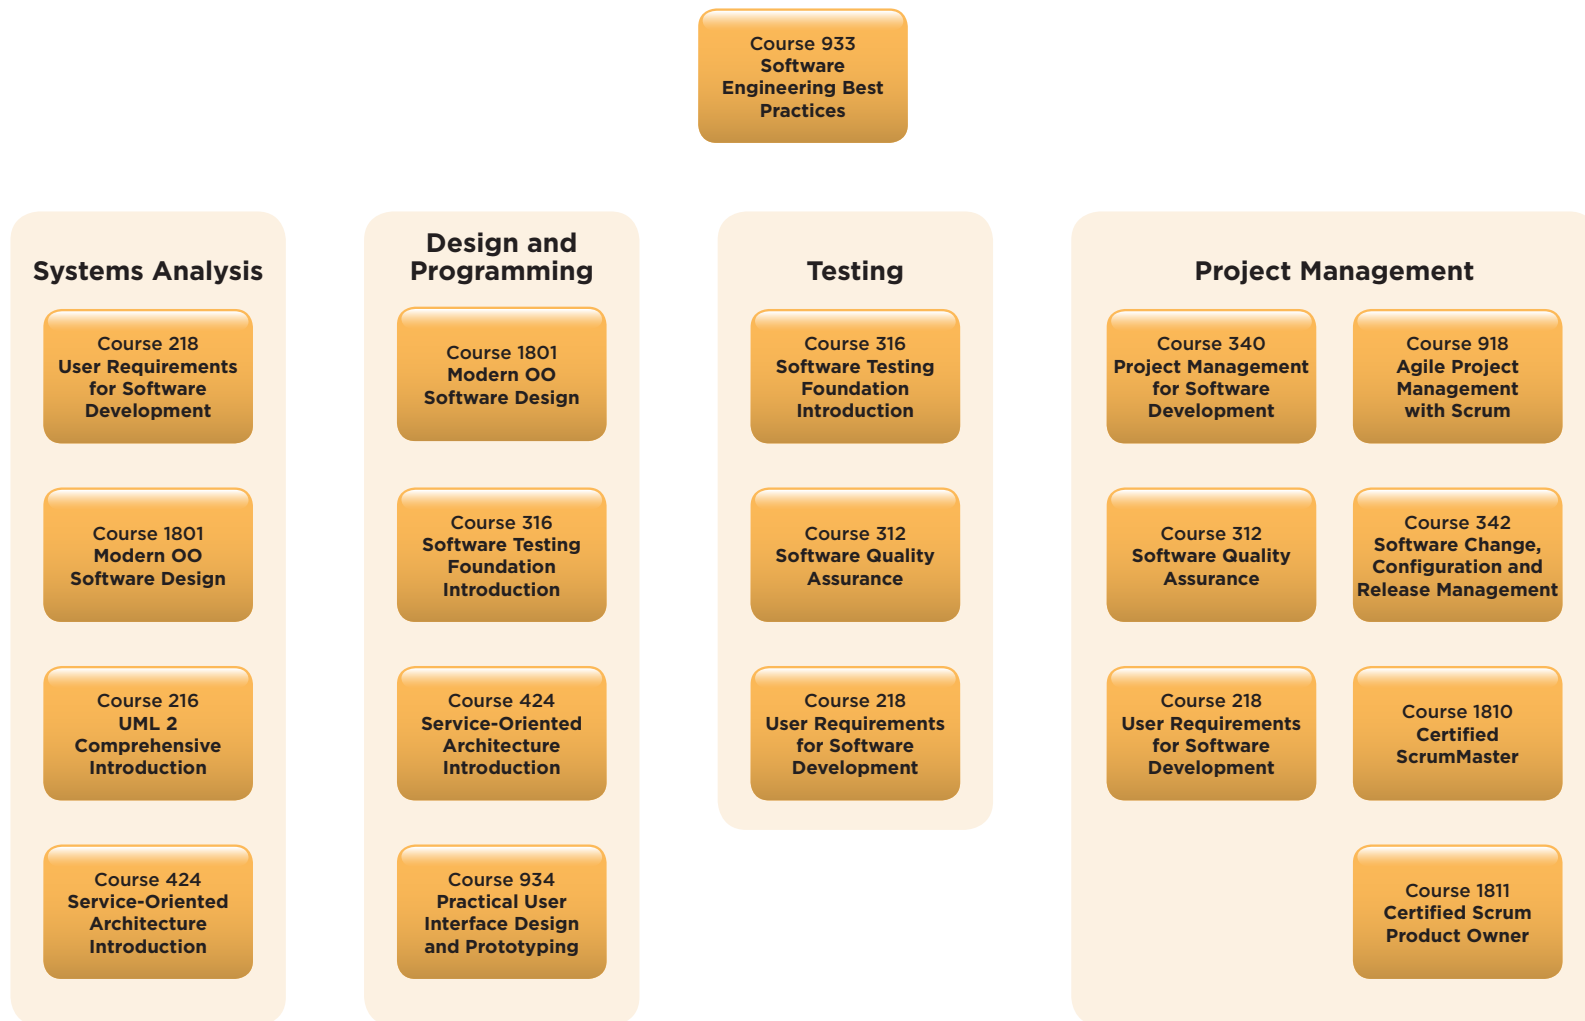 Course 933
Software
Engineering Best
Practices
Systems Analysis
Course 218
User Requirements
for Software
Development
Course 1801
Modern OO
Software Design
Course 216
UML 2
Comprehensive
Introduction
Course 424
Service-Oriented
Architecture
Introduction
Design and
Programming
Course 1801
Modern OO
Software Design
Course 316
Software Testing
Foundation
Introduction
Course 424
Service-Oriented
Architecture
Introduction
Course 934
Practical User
Interface Design
and Prototyping
Testing
Course 316
Software Testing
Foundation
Introduction
Course 312
Software Quality
Assurance
Course 218
User Requirements
for Software
Development
Project Management
Course 340
Project Management
for Software
Development
Course 312
Software Quality
Assurance
Course 218
User Requirements
for Software
Development
Course 918
Agile Project
Management
with Scrum
Course 342
Software Change,
Configuration and
Release Management
Course 1810
Certified
ScrumMaster
Course 1811
Certified Scrum
Product Owner